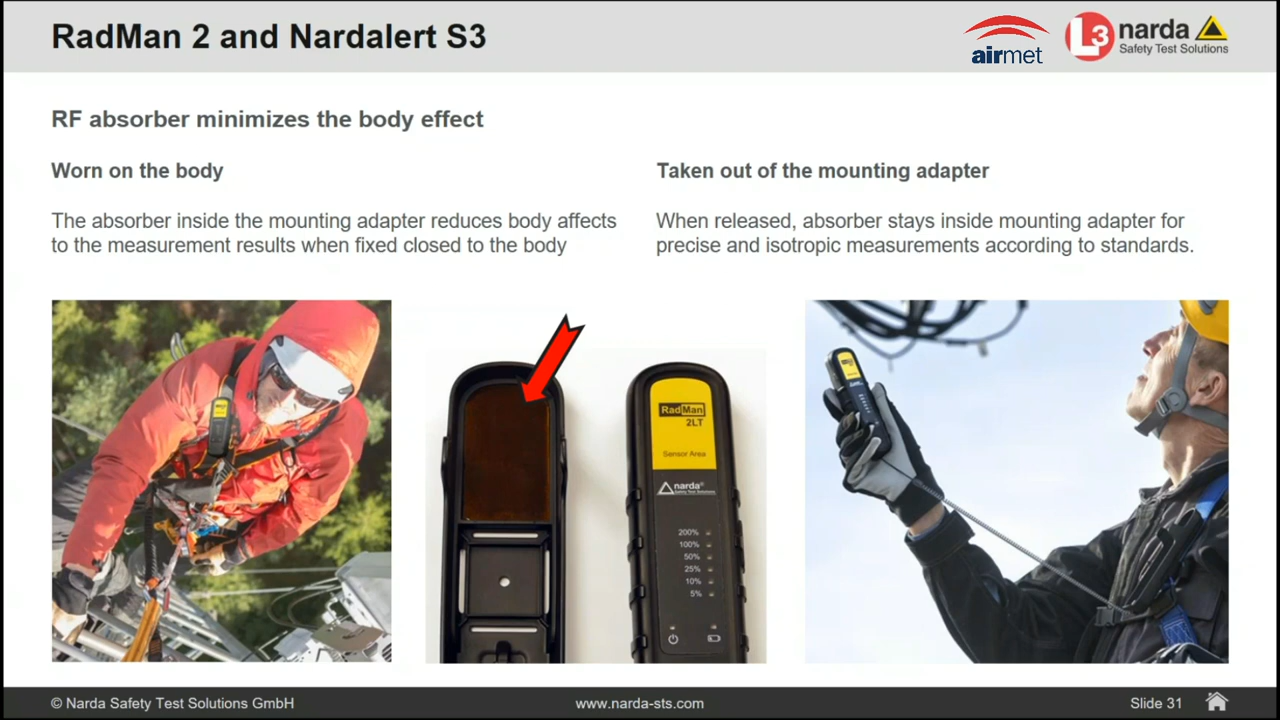 RadMan 2 and Nardalert S3
airmet
L3
narda
Safety Test Solutions
RF absorber minimizes the body effect
Worn on the body
The absorber inside the mounting adapter reduces body affects
to the measurement results when fixed closed to the body
Taken out of the mounting adapter
When released, absorber stays inside mounting adapter for
precise and isotropic measurements according to standards.
RadMan
2LT
Sensor Area
narda®
Safety Test Solutions
200%
100%
50%
25%
10%
5%
© Narda Safety Test Solutions GmbH
www.narda-sts.com
Slide 31